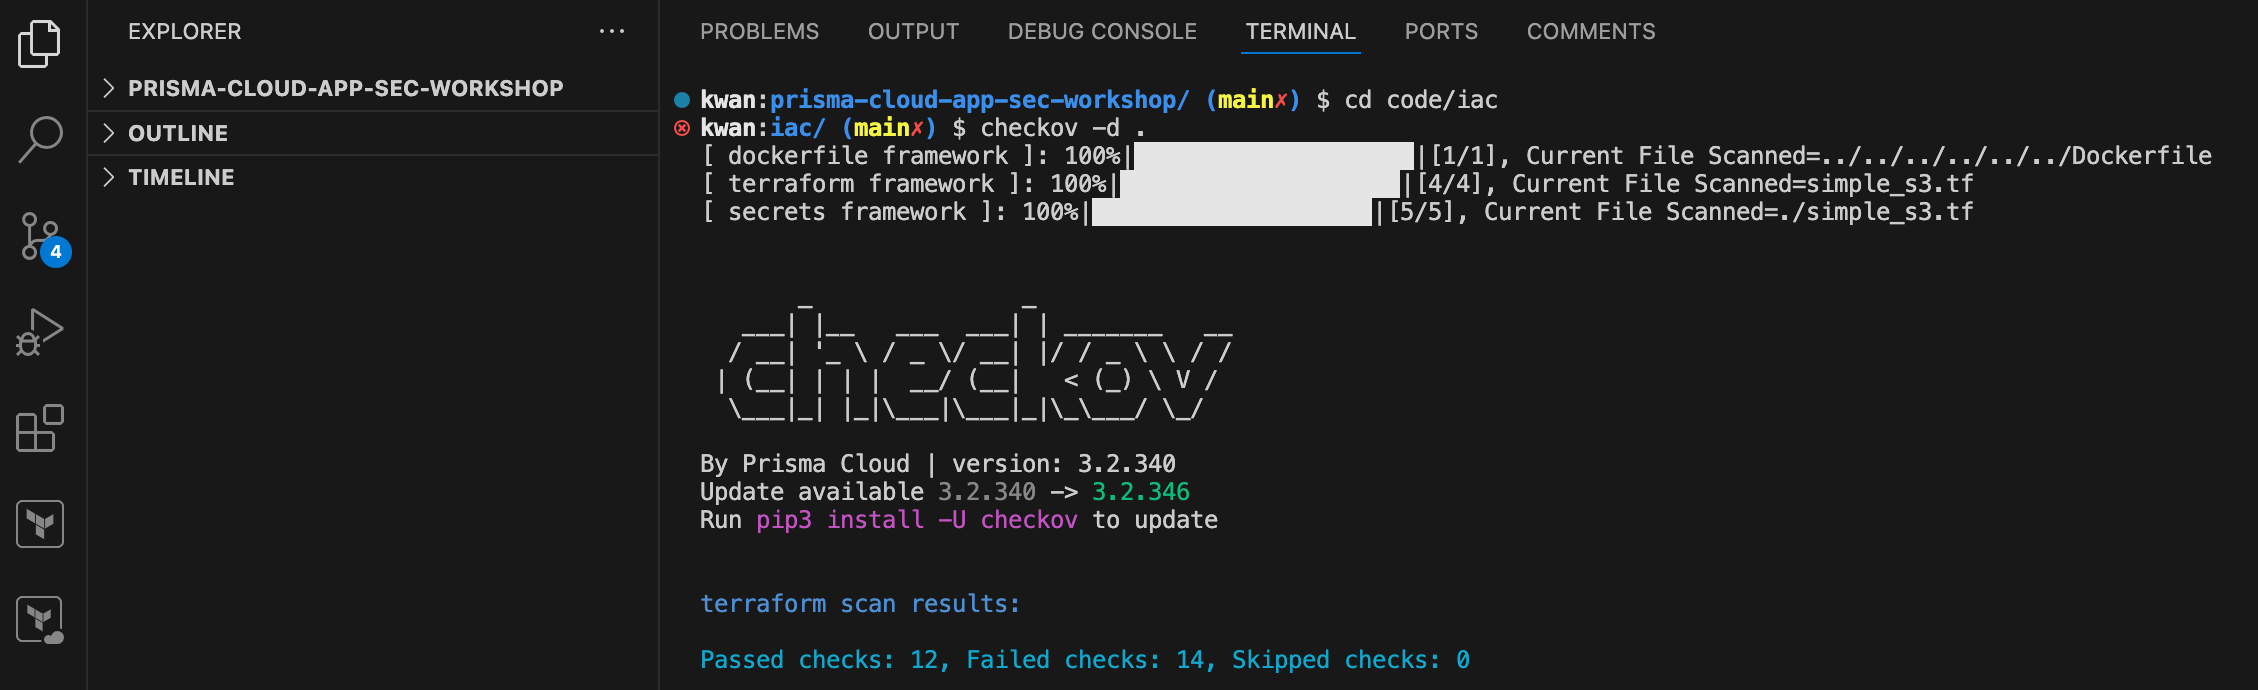 EXPLORER ...
PRISMA-CLOUD-APP-SEC-WORKSHOP
OUTLINE
TIMELINE
4
PROBLEMS OUTPUT DEBUG CONSOLE TERMINAL PORTS COMMENTS
kwan:prisma-cloud-app-sec-workshop/ (main✗) $ cd code/iac
kwan:iac/ (main✗) $ checkov -d .
[ dockerfile framework ]: 100%|████████████████████|[1/1], Current File Scanned=../../../../../../Dockerfile
[ terraform framework ]: 100%|████████████████████|[4/4], Current File Scanned=simple_s3.tf
[ secrets framework ]: 100%|████████████████████|[5/5], Current File Scanned=./simple_s3.tf
checkov
By Prisma Cloud | version: 3.2.340
Update available 3.2.340 -> 3.2.346
Run pip3 install -U checkov to update
terraform scan results:
Passed checks: 12, Failed checks: 14, Skipped checks: 0